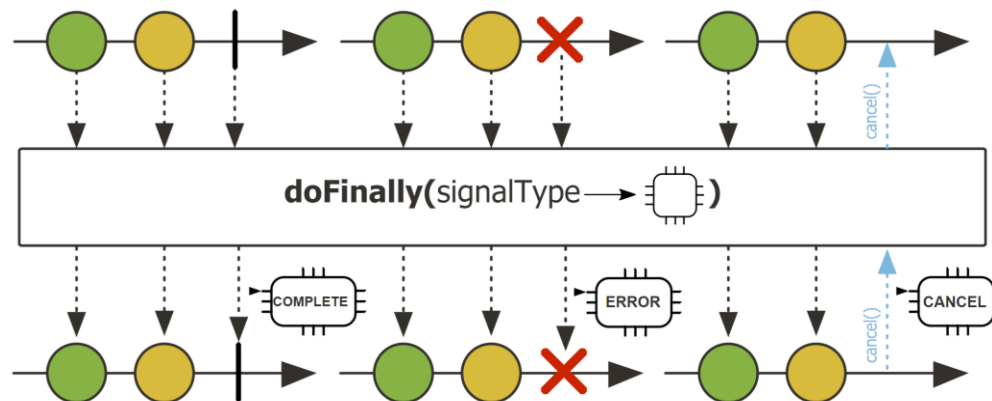 cancel()
doFinally(signalType )
COMPLETE
ERROR
CANCEL
cancel()